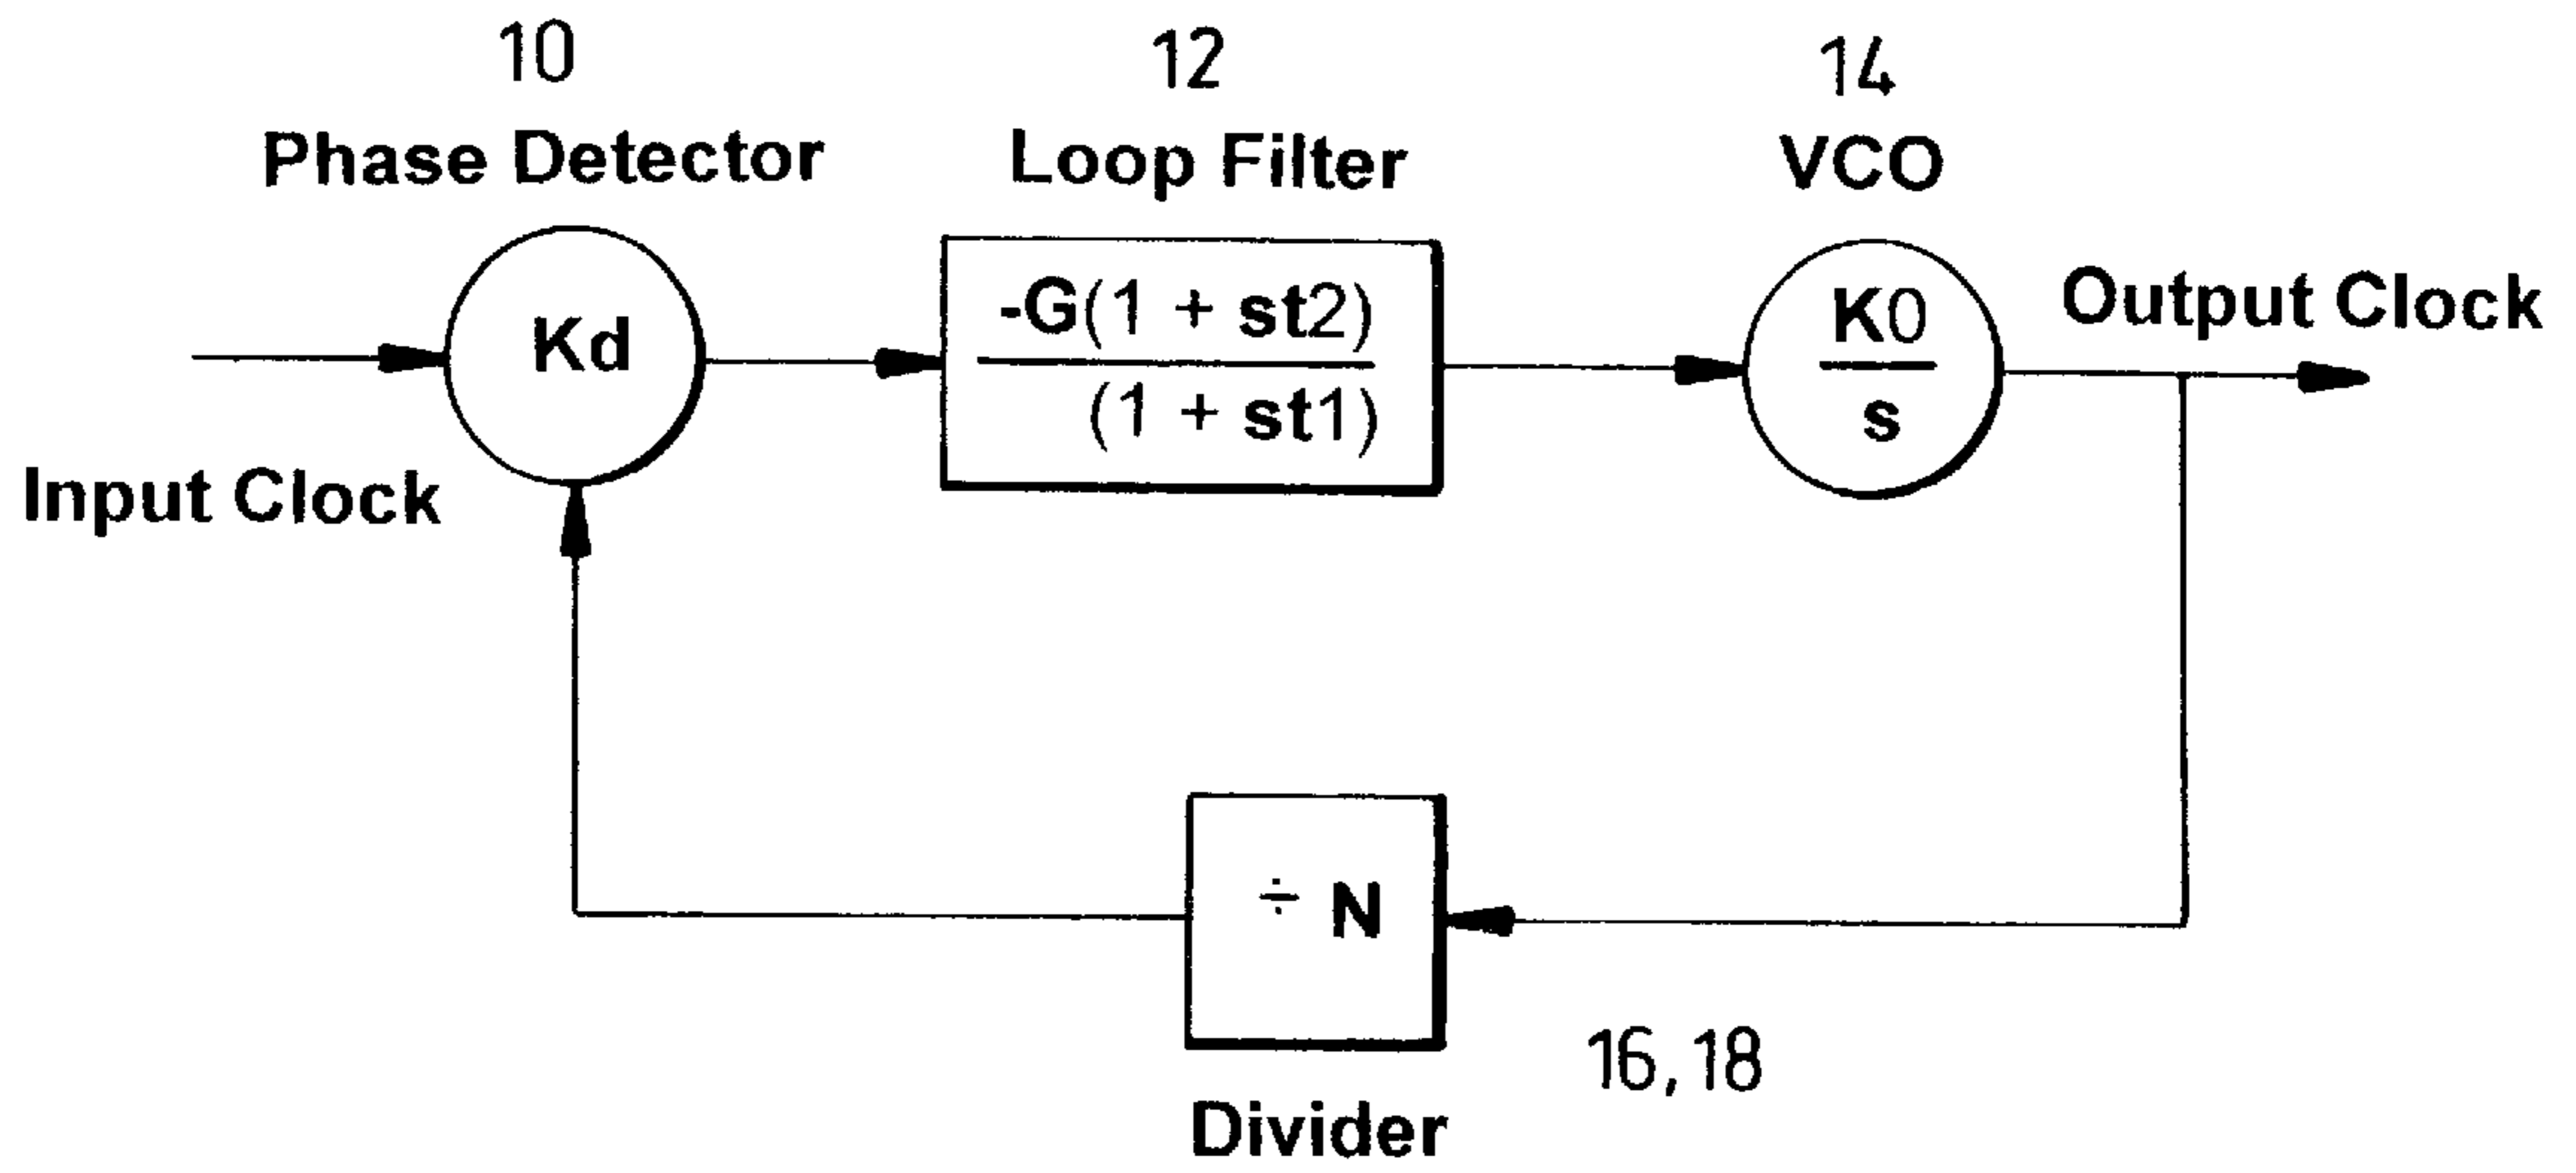 10
Phase Detector
12
Loop Filter
14
VCO
Input Clock
Kd
-G(1 + st2)
(1 + st1)
K0
s
Output Clock
÷ N
Divider
16, 18